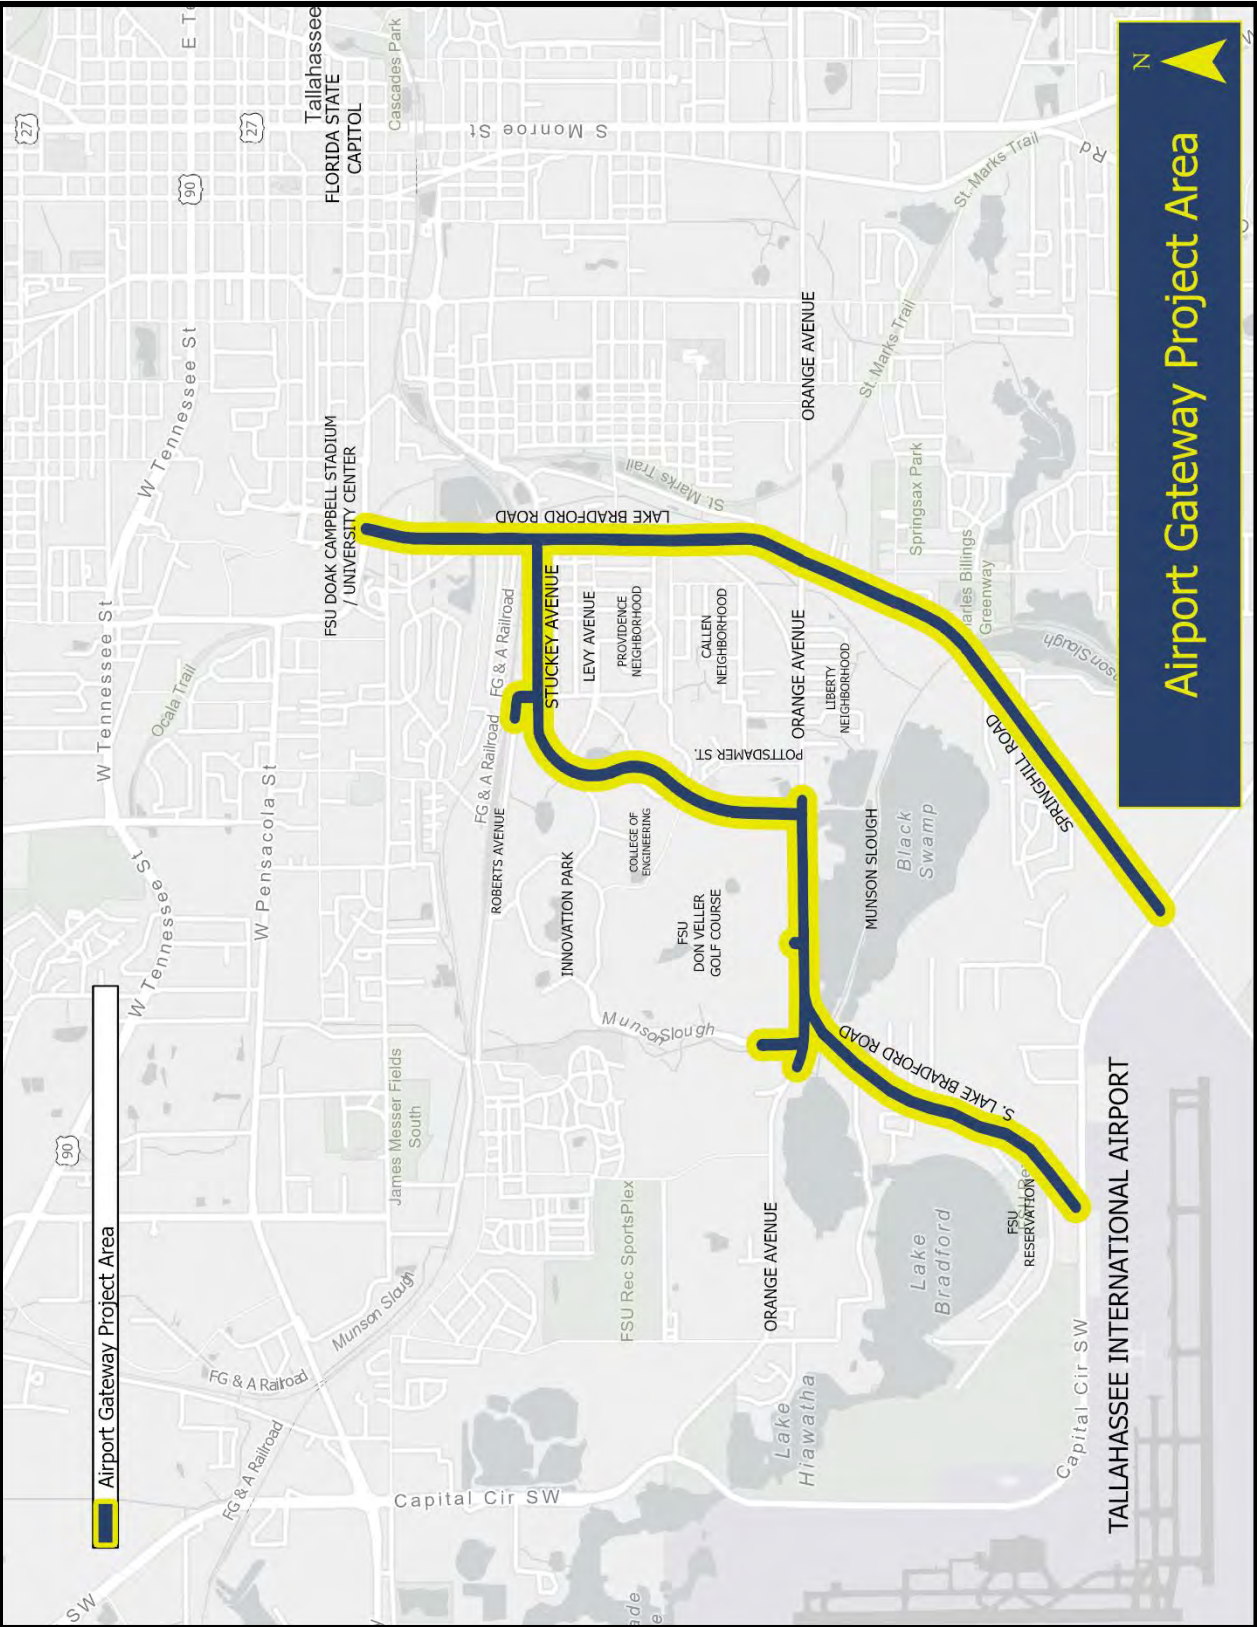 Airport Gateway Project Area
N
Airport Gateway Project Area
SW
FG & A Railroad
FG & A Railroad
Munson Slough
Capital Cir SW
90
W Tennessee St
W Tennessee St
W Tennessee St
W Pensacola St
Ocala Trail
90
27
27
Tallahassee
FLORIDA STATE
CAPITOL
Cascades Park
S Monroe St
FSU DOAK CAMPBELL STADIUM
/ UNIVERSITY CENTER
James Messer Fields
South
FG & A Railroad
FG & A Railroad
ROBERTS AVENUE
STUCKEY AVENUE
LEVY AVENUE
LAKE BRADFORD ROAD
St. Marks Trail
PROVIDENCE
NEIGHBORHOOD
INNOVATION PARK
COLLEGE OF
ENGINEERING
Munson Slough
FSU Rec SportsPlex
FSU
DON VELLER
GOLF COURSE
CALLEN
NEIGHBORHOOD
POTTSDAMER ST.
ORANGE AVENUE
ORANGE AVENUE
ORANGE AVENUE
LIBERTY
NEIGHBORHOOD
St. Marks Trail
St. Marks Trail
Rd
Springsax Park
MUNSON SLOUGH
Black
Swamp
S. LAKE BRADFORD ROAD
Lake
Bradford
Lake
Hiawatha
FSU
RESERVATION
SPRINGHILL ROAD
Greenway
Capital Cir SW
TALLAHASSEE INTERNATIONAL AIRPORT